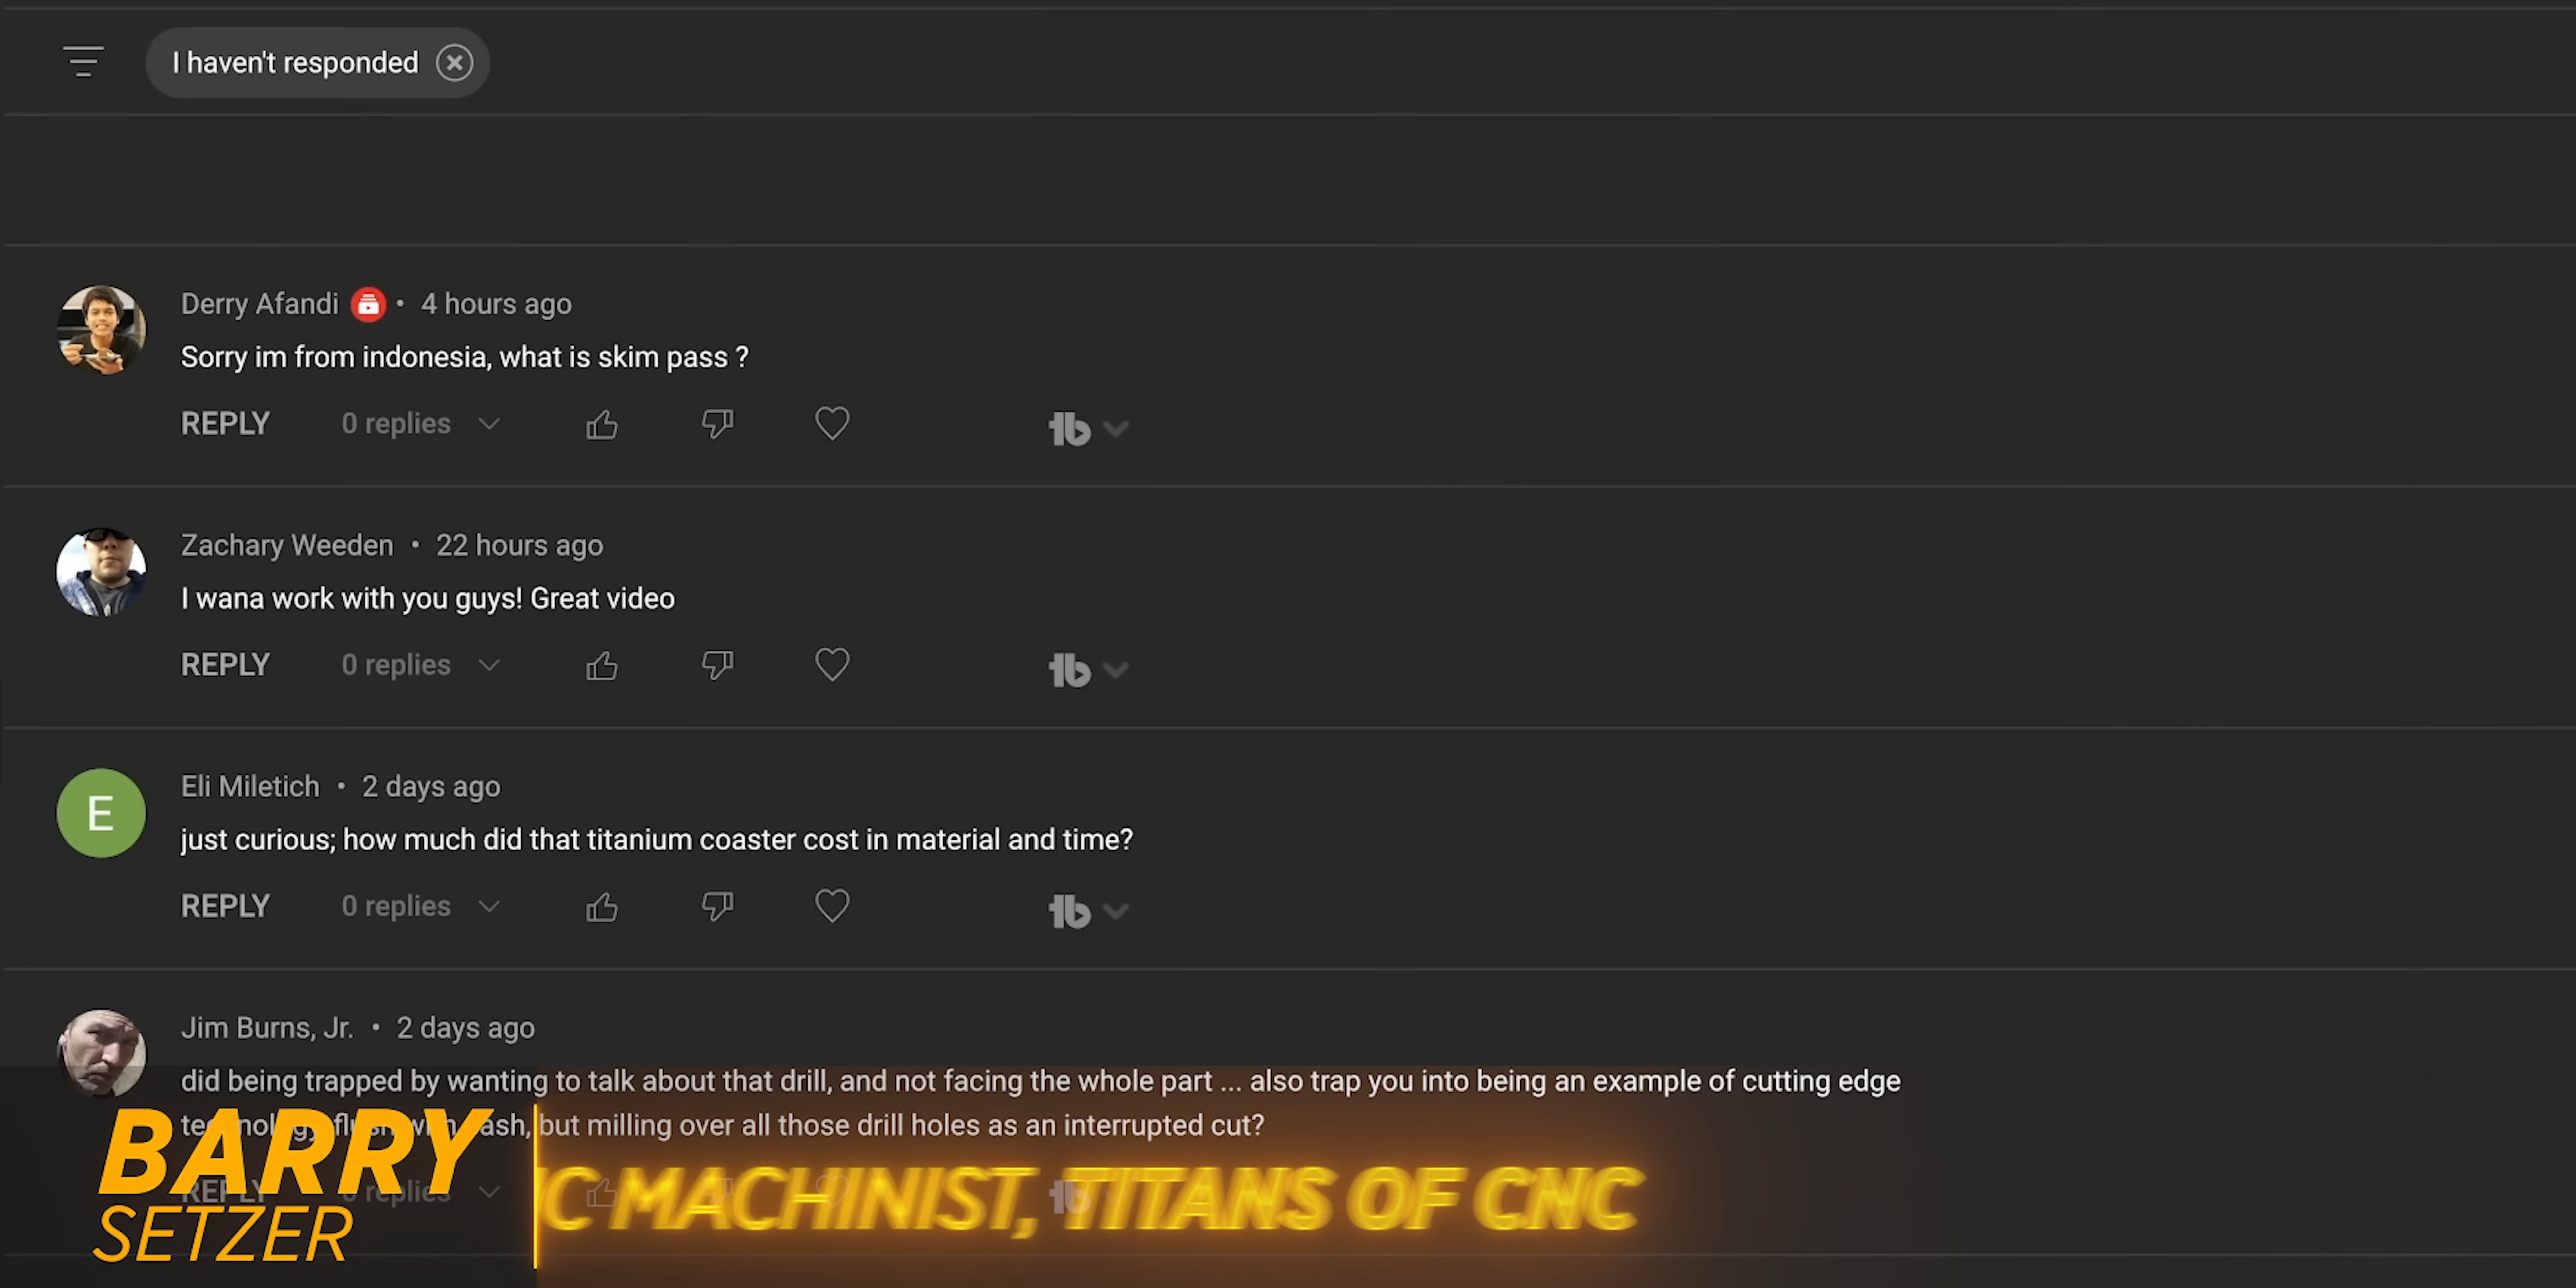 I haven't responded
Derry Afandi • 4 hours ago
Sorry im from indonesia, what is skim pass ?
REPLY 0 replies
Zachary Weeden • 22 hours ago
I wana work with you guys! Great video
REPLY 0 replies
E
Eli Miletich • 2 days ago
just curious; how much did that titanium coaster cost in material and time?
REPLY 0 replies
Jim Burns, Jr. • 2 days ago
did being trapped by wanting to talk about that drill, and not facing the whole part ... also trap you into being an example of cutting edge
but milling over all those drill holes as an interrupted cut?
REPLY 0 replies
BARRY
SETZER
C MACHINIST, TITANS OF CNC